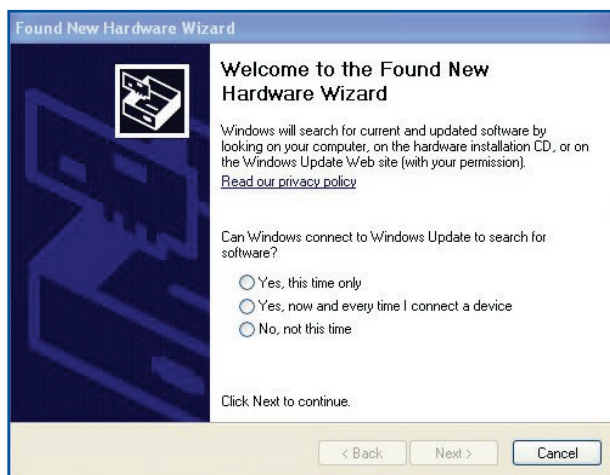 Found New Hardware Wizard
Welcome to the Found New
Hardware Wizard
Windows will search for current and updated software by
looking on your computer, on the hardware installation CD, or on
the Windows Update Web site (with your permission).
Read our privacy policy
Can Windows connect to Windows Update to search for
software?
Yes, this time only
Yes, now and every time I connect a device
No, not this time
Click Next to continue.
< Back
Next >
Cancel